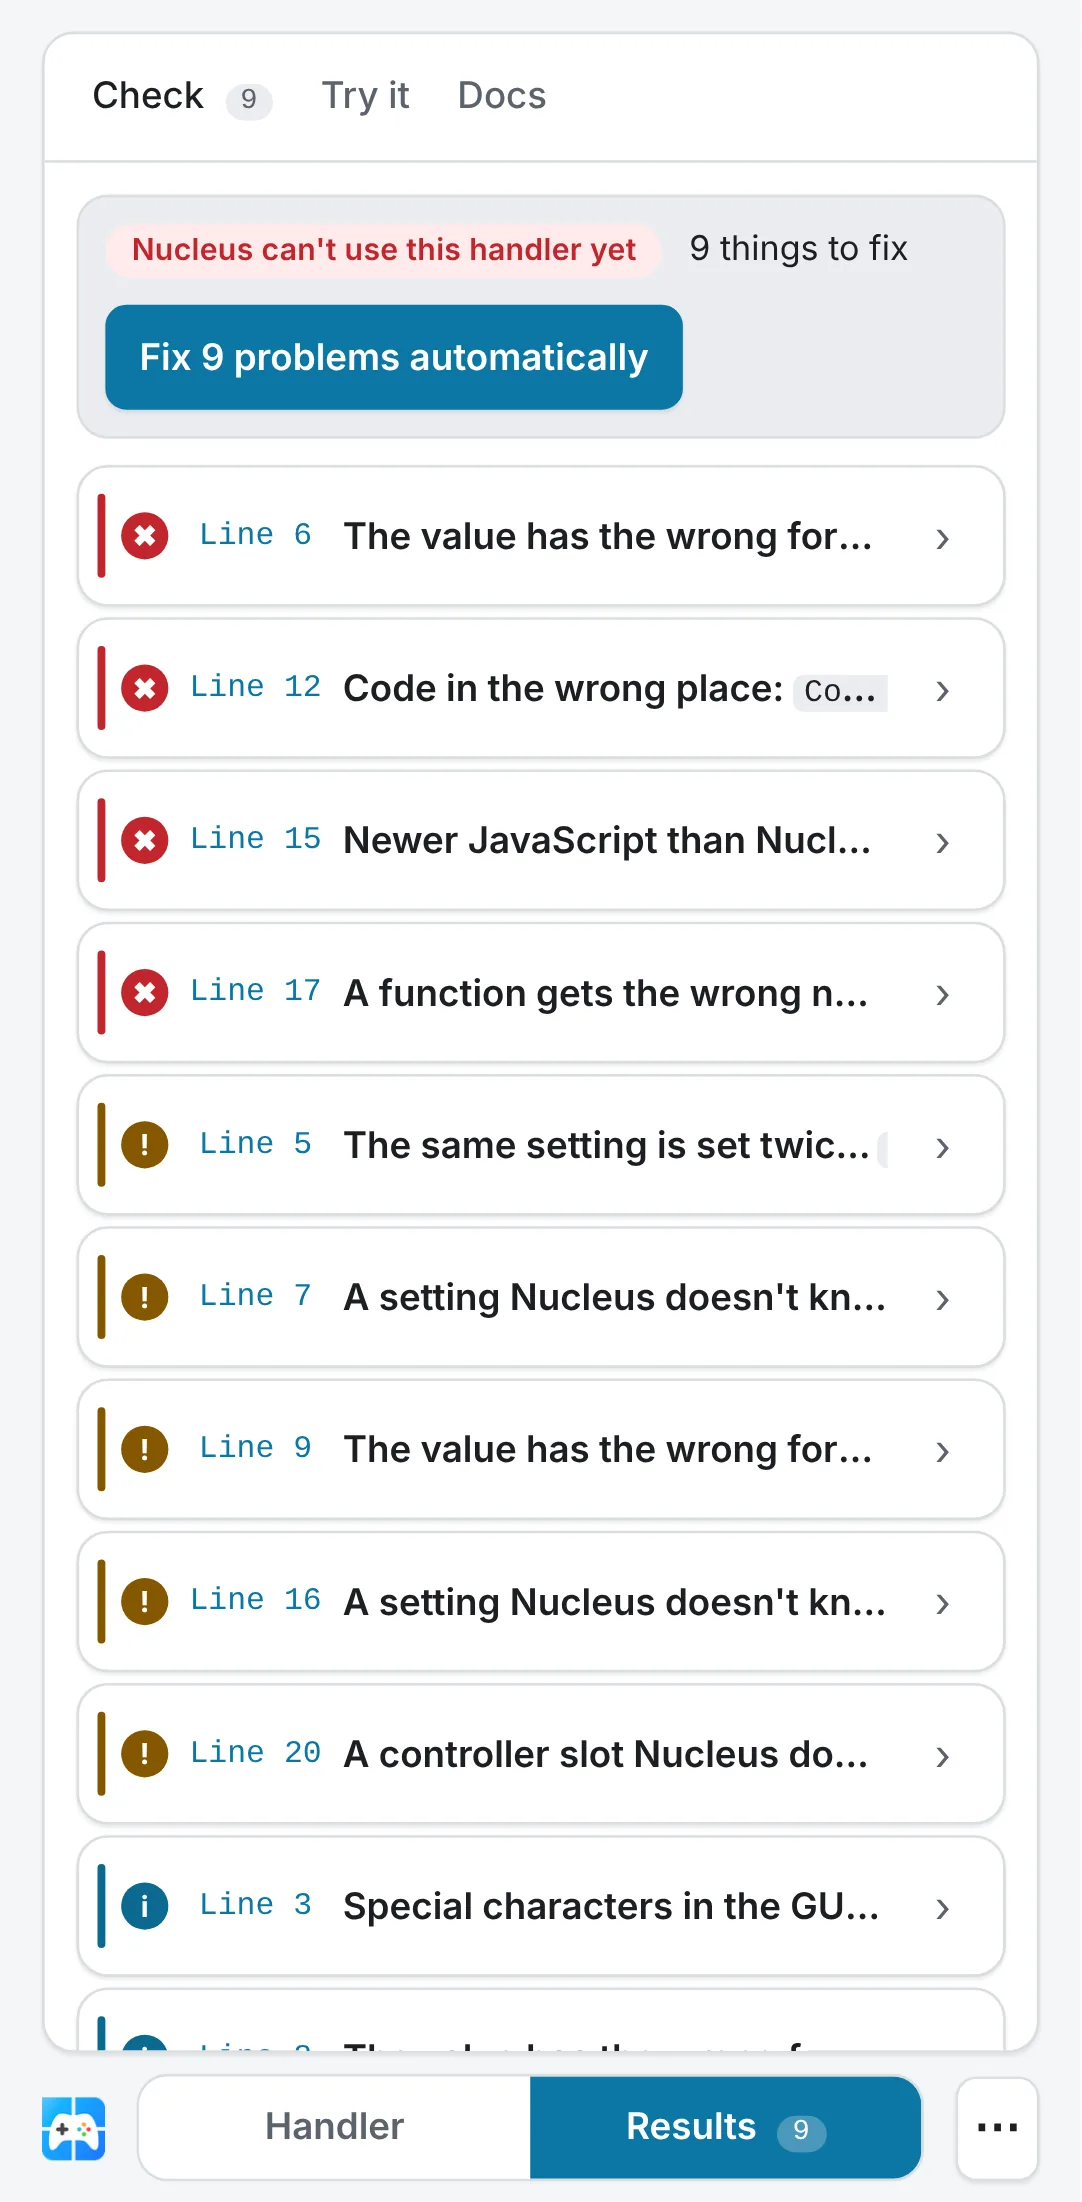 Check 9 Try it Docs
Nucleus can't use this handler yet 9 things to fix
Fix 9 problems automatically
Line 6 The value has the wrong for…
Line 12 Code in the wrong place: Co…
Line 15 Newer JavaScript than Nucl…
Line 17 A function gets the wrong n…
Line 5 The same setting is set twic…
Line 7 A setting Nucleus doesn't kn…
Line 9 The value has the wrong for…
Line 16 A setting Nucleus doesn't kn…
Line 20 A controller slot Nucleus do…
Line 3 Special characters in the GU…
Handler Results 9